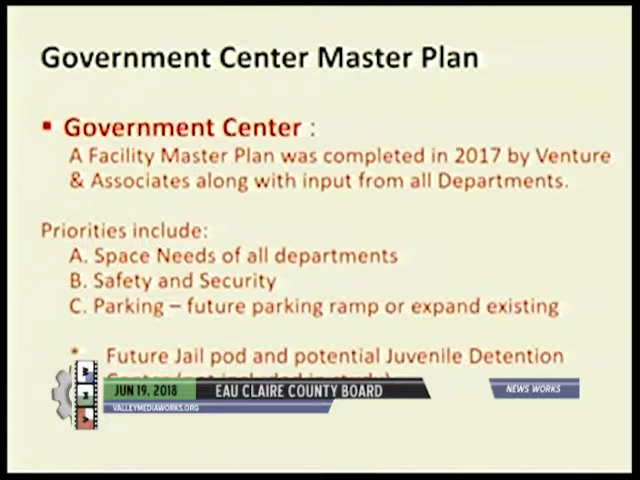 Government Center Master Plan
▪ Government Center :
A Facility Master Plan was completed in 2017 by Venture
& Associates along with input from all Departments.
Priorities include:
A. Space Needs of all departments
B. Safety and Security
C. Parking – future parking ramp or expand existing
* Future Jail pod and potential Juvenile Detention
JUN 19, 2018
EAU CLAIRE COUNTY BOARD
NEWS WORKS
VALLEYMEDIAWORKS.ORG